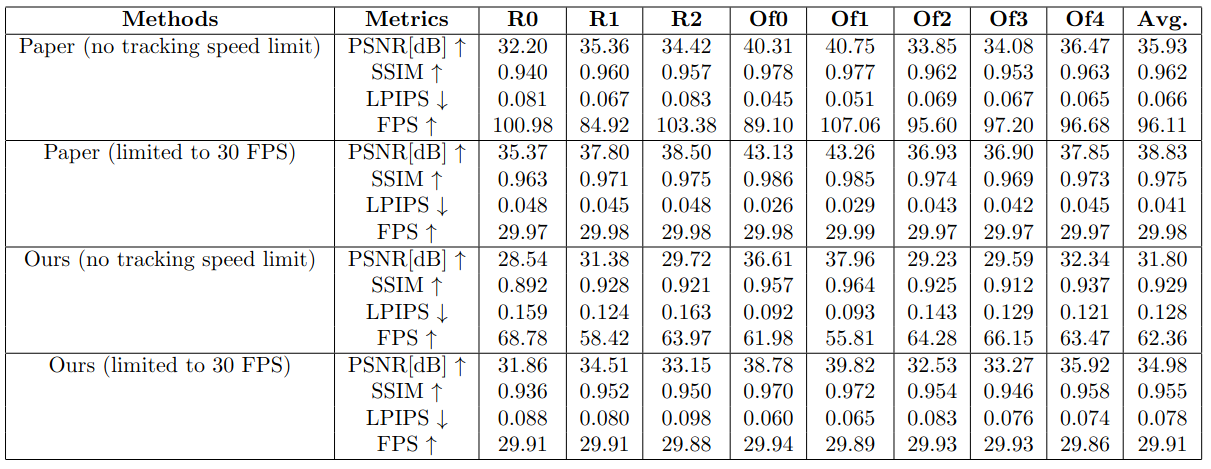 Methods Metrics R0 R1 R2 Of0 Of1 Of2 Of3 Of4 Avg.
Paper (no tracking speed limit) PSNR[dB] ↑ 32.20 35.36 34.42 40.31 40.75 33.85 34.08 36.47 35.93
SSIM ↑ 0.940 0.960 0.957 0.978 0.977 0.962 0.953 0.963 0.962
LPIPS ↓ 0.081 0.067 0.083 0.045 0.051 0.069 0.067 0.065 0.066
FPS ↑ 100.98 84.92 103.38 89.10 107.06 95.60 97.20 96.68 96.11
Paper (limited to 30 FPS) PSNR[dB] ↑ 35.37 37.80 38.50 43.13 43.26 36.93 36.90 37.85 38.83
SSIM ↑ 0.963 0.971 0.975 0.986 0.985 0.974 0.969 0.973 0.975
LPIPS ↓ 0.048 0.045 0.048 0.026 0.029 0.043 0.042 0.045 0.041
FPS ↑ 29.97 29.98 29.98 29.98 29.99 29.97 29.97 29.97 29.98
Ours (no tracking speed limit) PSNR[dB] ↑ 28.54 31.38 29.72 36.61 37.96 29.23 29.59 32.34 31.80
SSIM ↑ 0.892 0.928 0.921 0.957 0.964 0.925 0.912 0.937 0.929
LPIPS ↓ 0.159 0.124 0.163 0.092 0.093 0.143 0.129 0.121 0.128
FPS ↑ 68.78 58.42 63.97 61.98 55.81 64.28 66.15 63.47 62.36
Ours (limited to 30 FPS) PSNR[dB] ↑ 31.86 34.51 33.15 38.78 39.82 32.53 33.27 35.92 34.98
SSIM ↑ 0.936 0.952 0.950 0.970 0.972 0.954 0.946 0.958 0.955
LPIPS ↓ 0.088 0.080 0.098 0.060 0.065 0.083 0.076 0.074 0.078
FPS ↑ 29.91 29.91 29.88 29.94 29.89 29.93 29.93 29.86 29.91